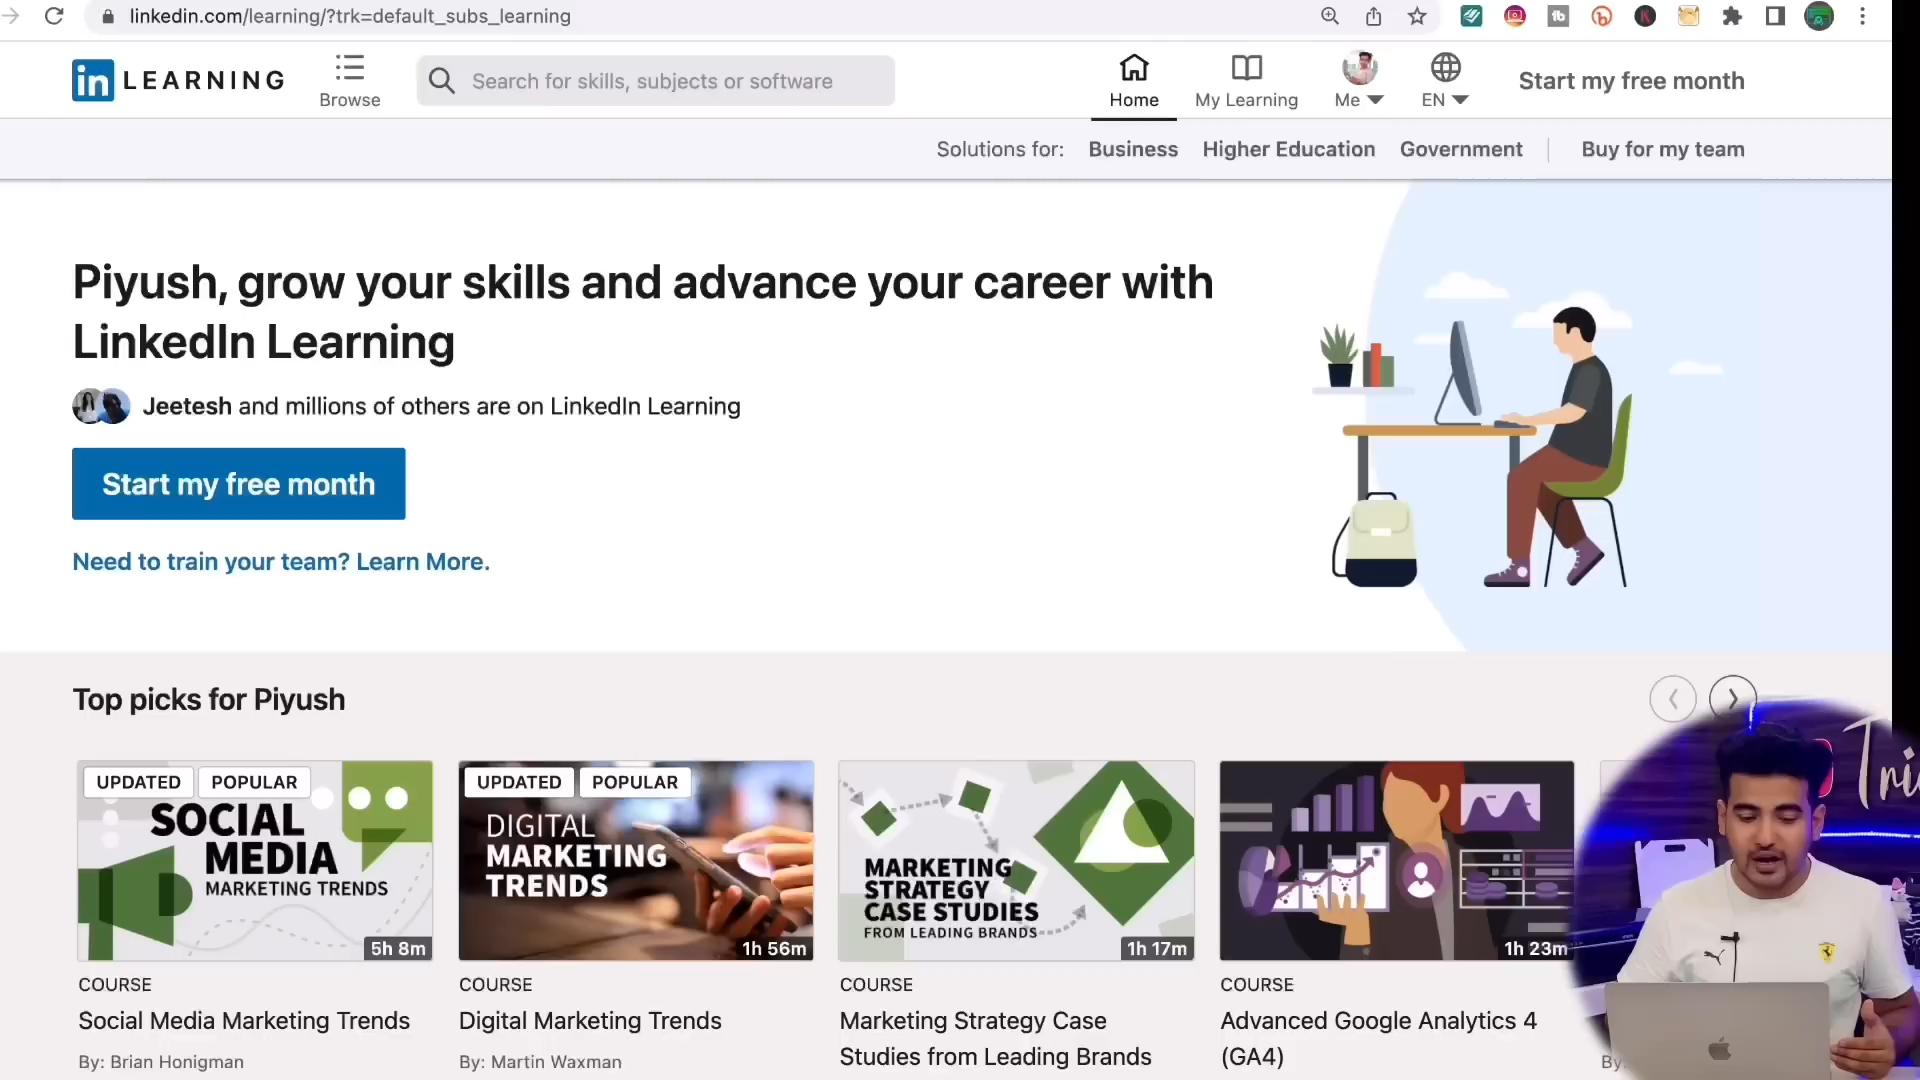 linkedin.com/learning/?trk=default_subs_learning
in LEARNING
Browse
Search for skills, subjects or software
Home
My Learning
Me
EN
Start my free month
Solutions for:
Business
Higher Education
Government
Buy for my team
Piyush, grow your skills and advance your career with
LinkedIn Learning
Jeetesh and millions of others are on LinkedIn Learning
Start my free month
Need to train your team? Learn More.
Top picks for Piyush
UPDATED
POPULAR
SOCIAL
MEDIA
MARKETING TRENDS
5h 8m
COURSE
Social Media Marketing Trends
By: Brian Honigman
UPDATED
POPULAR
DIGITAL
MARKETING
TRENDS
1h 56m
COURSE
Digital Marketing Trends
By: Martin Waxman
MARKETING
STRATEGY
CASE STUDIES
FROM LEADING BRANDS
1h 17m
COURSE
Marketing Strategy Case
Studies from Leading Brands
1h 23m
COURSE
Advanced Google Analytics 4
(GA4)
By: